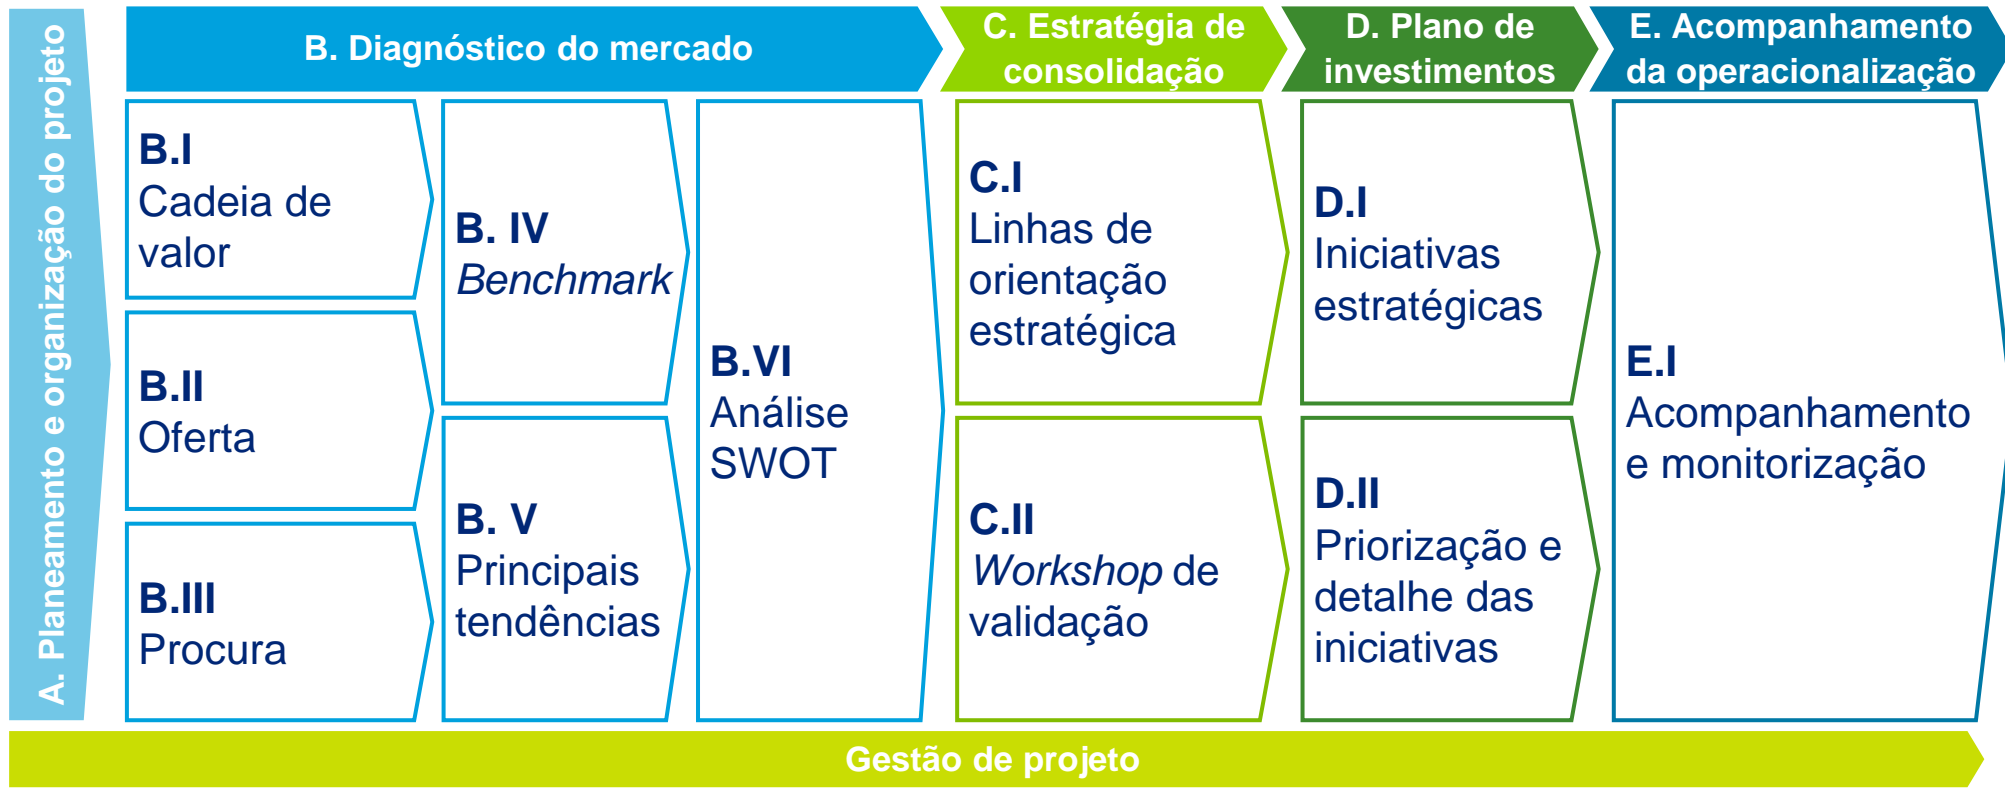 A. Planeamento e organização do projeto
B. Diagnóstico do mercado
C. Estratégia de
consolidação
D. Plano de
investimentos
E. Acompanhamento
da operacionalização
B.I
Cadeia de
valor
B.II
Oferta
B.III
Procura
B. IV
Benchmark
B. V
Principais
tendências
B.VI
Análise
SWOT
C.I
Linhas de
orientação
estratégica
C.II
Workshop de
validação
D.I
Iniciativas
estratégicas
D.II
Priorização e
detalhe das
iniciativas
E.I
Acompanhamento
e monitorização
Gestão de projeto